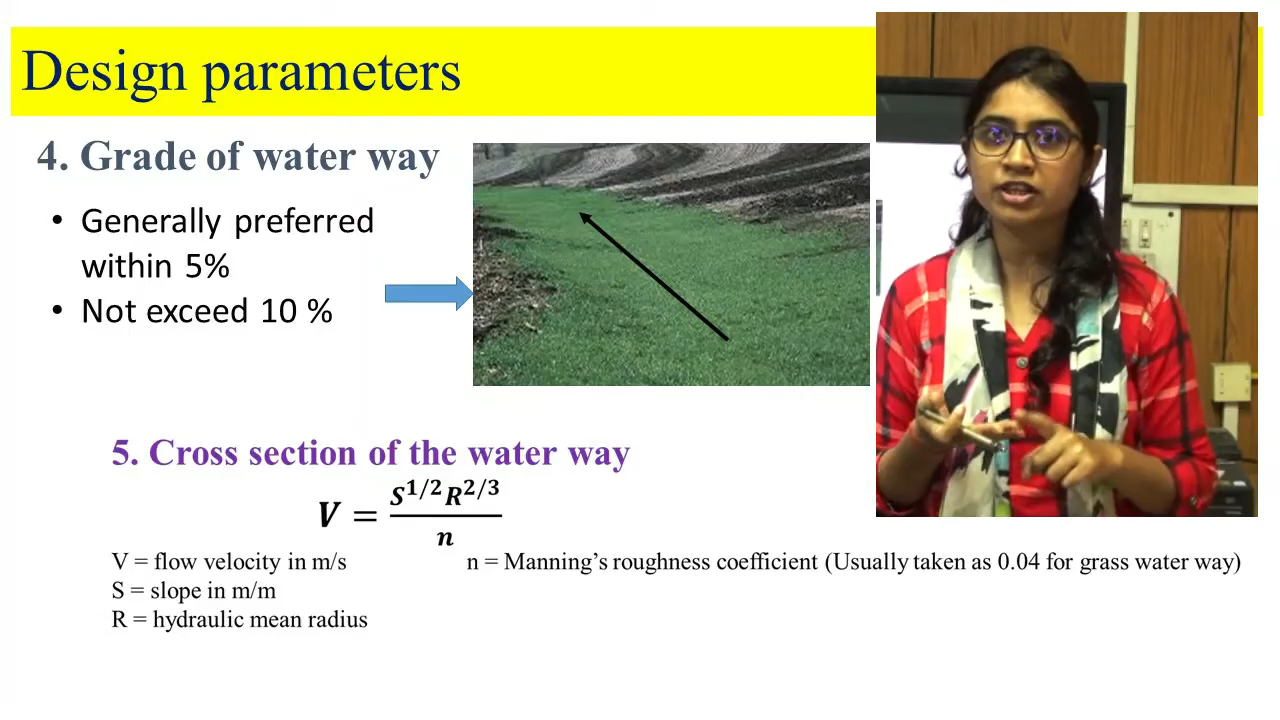 Design parameters
4. Grade of water way
• Generally preferred
within 5%
• Not exceed 10 %
5. Cross section of the water way
V = S^{1/2}R^{2/3} / n
V = flow velocity in m/s
n = Manning's roughness coefficient (Usually taken as 0.04 for grass water way)
S = slope in m/m
R = hydraulic mean radius